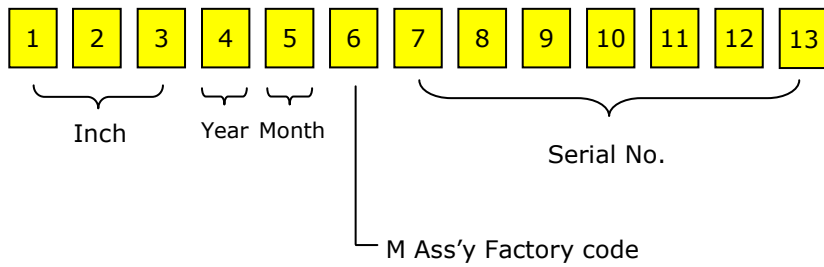 1 2 3 4 5 6 7 8 9 10 11 12 13
Inch Year Month
Serial No.
M Ass'y Factory code